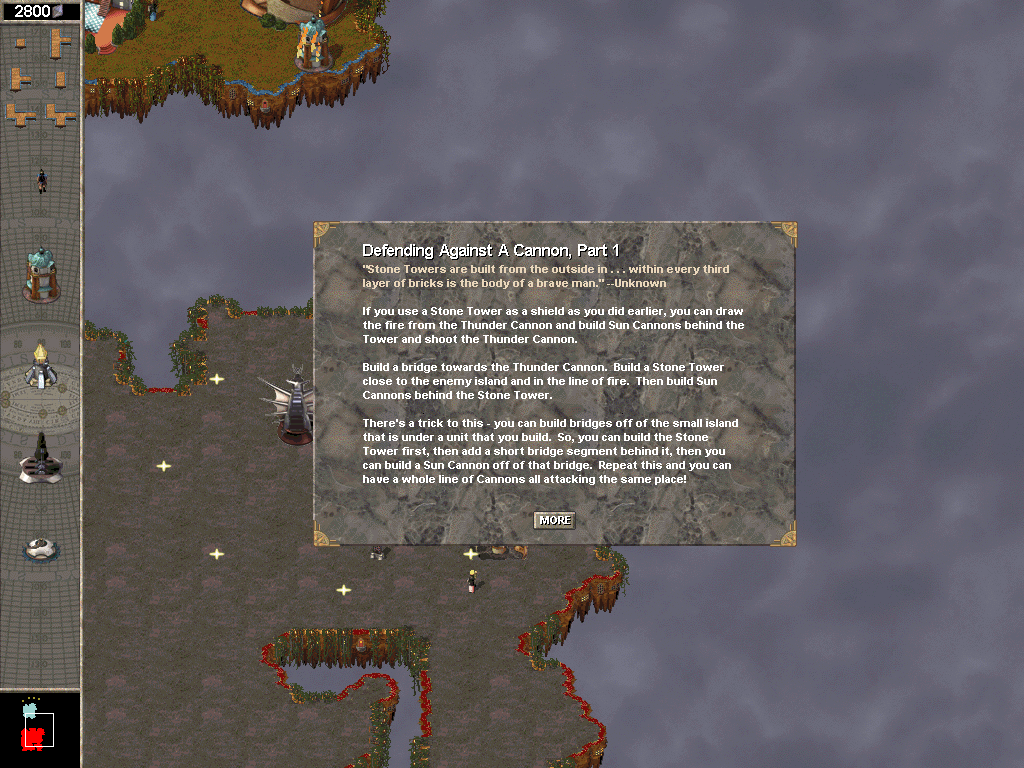 2800
Defending Against A Cannon, Part 1
"Stone Towers are built from the outside in . . . within every third
layer of bricks is the body of a brave man." --Unknown
If you use a Stone Tower as a shield as you did earlier, you can draw
the fire from the Thunder Cannon and build Sun Cannons behind the
Tower and shoot the Thunder Cannon.
Build a bridge towards the Thunder Cannon.  Build a Stone Tower
close to the enemy island and in the line of fire.  Then build Sun
Cannons behind the Stone Tower.
There's a trick to this - you can build bridges off of the small island
that is under a unit that you build.  So, you can build the Stone
Tower first, then add a short bridge segment behind it, then you
can build a Sun Cannon off of that bridge.  Repeat this and you can
have a whole line of Cannons all attacking the same place!
MORE